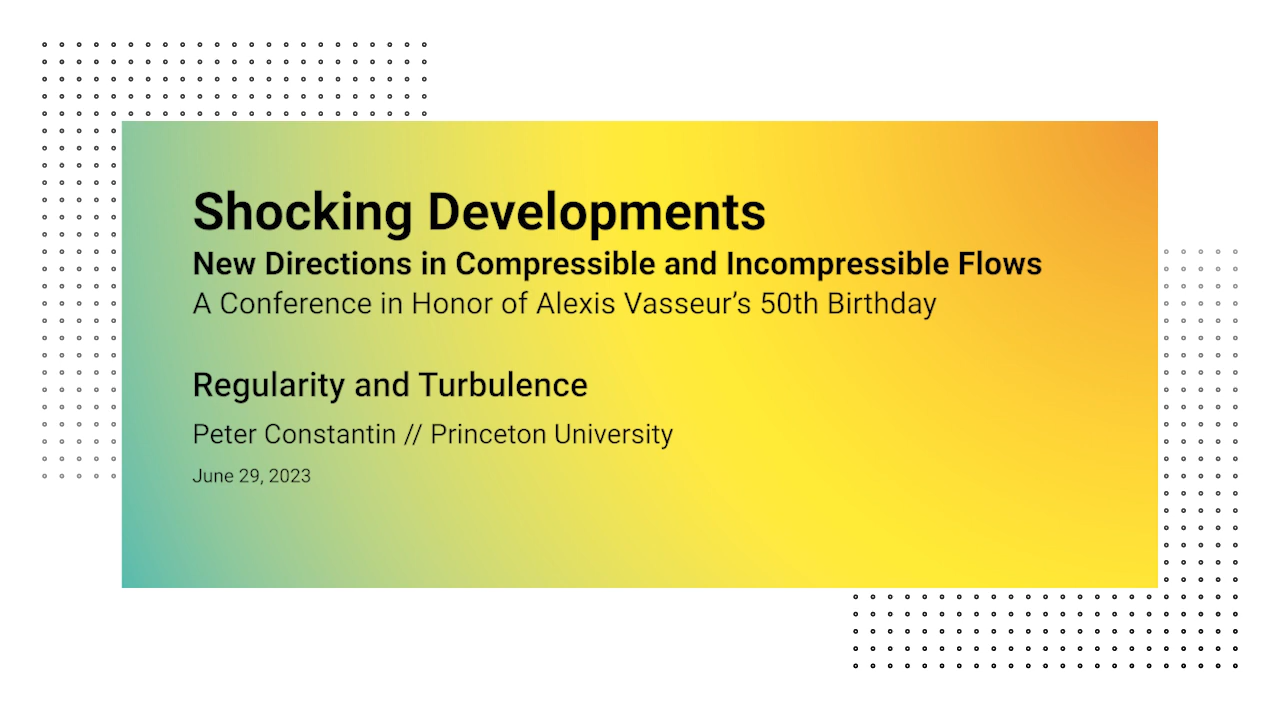 Shocking Developments
New Directions in Compressible and Incompressible Flows
A Conference in Honor of Alexis Vasseur’s 50th Birthday
Regularity and Turbulence
Peter Constantin // Princeton University
June 29, 2023